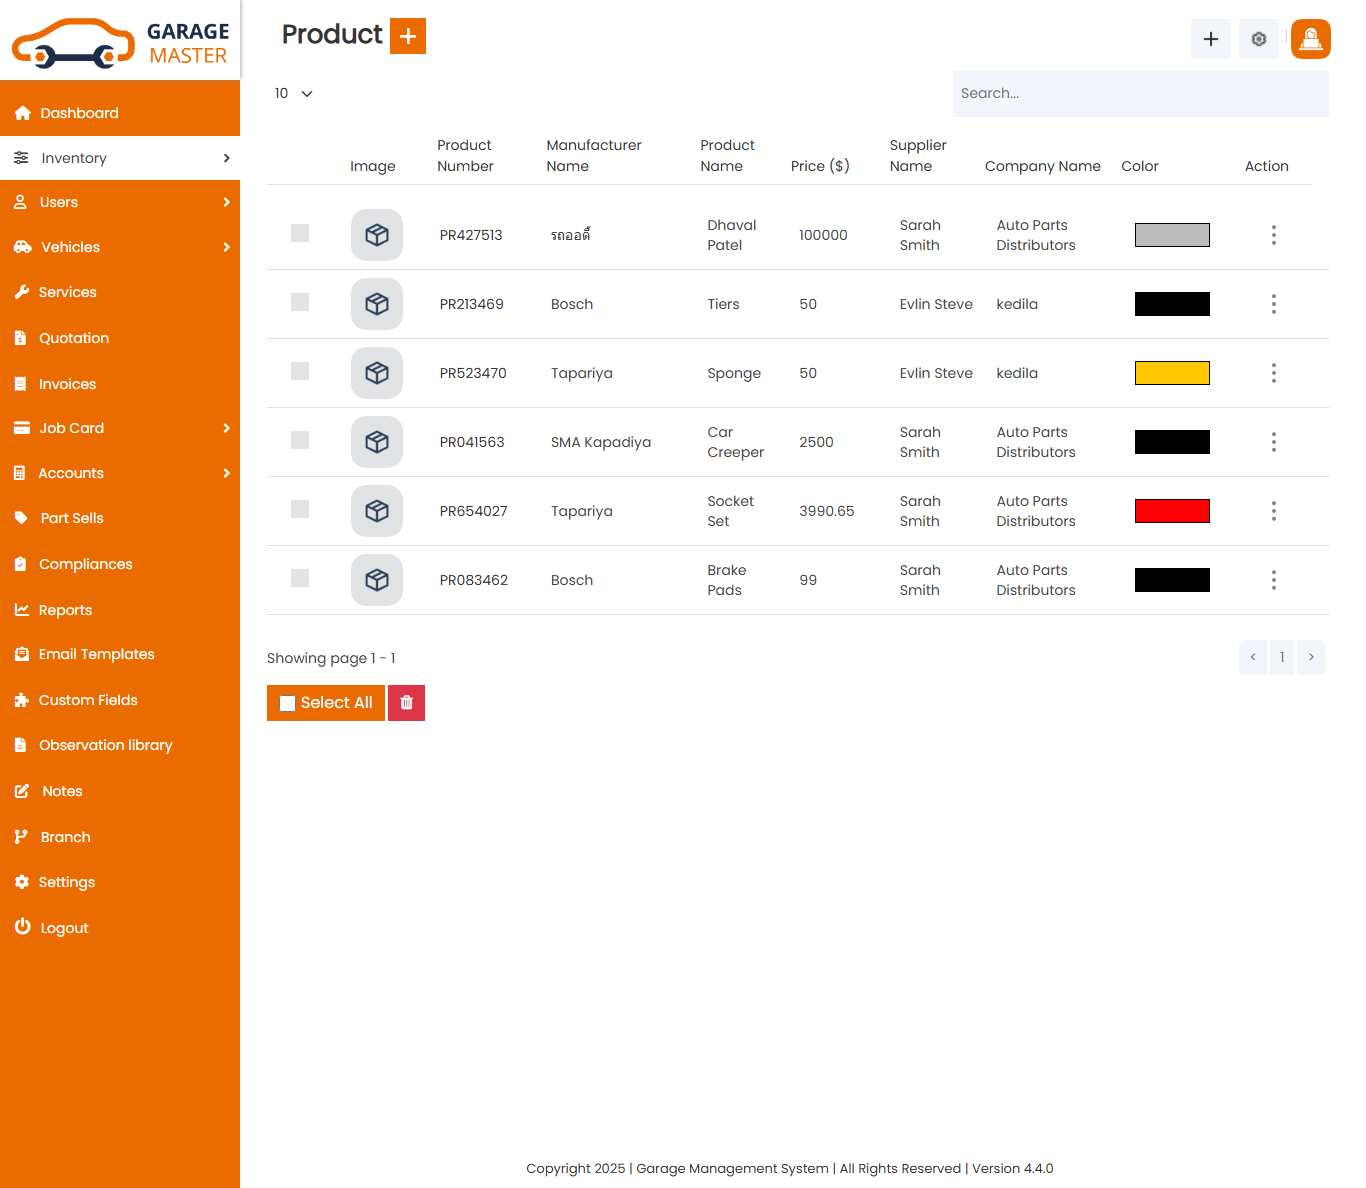 GARAGE
MASTER
Product
10
Search...
Dashboard
Inventory
Users
Vehicles
Services
Quotation
Invoices
Job Card
Accounts
Part Sells
Compliances
Reports
Email Templates
Custom Fields
Observation library
Notes
Branch
Settings
Logout
Image Product Number Manufacturer Name Product Name Price ($) Supplier Name Company Name Color Action
PR427513 รถออดี้ Dhaval Patel 100000 Sarah Smith Auto Parts Distributors
PR213469 Bosch Tiers 50 Evlin Steve kedila
PR523470 Tapariya Sponge 50 Evlin Steve kedila
PR041563 SMA Kapadiya Car Creeper 2500 Sarah Smith Auto Parts Distributors
PR654027 Tapariya Socket Set 3990.65 Sarah Smith Auto Parts Distributors
PR083462 Bosch Brake Pads 99 Sarah Smith Auto Parts Distributors
Showing page 1 - 1
< 1 >
Select All
Copyright 2025 | Garage Management System | All Rights Reserved | Version 4.4.0